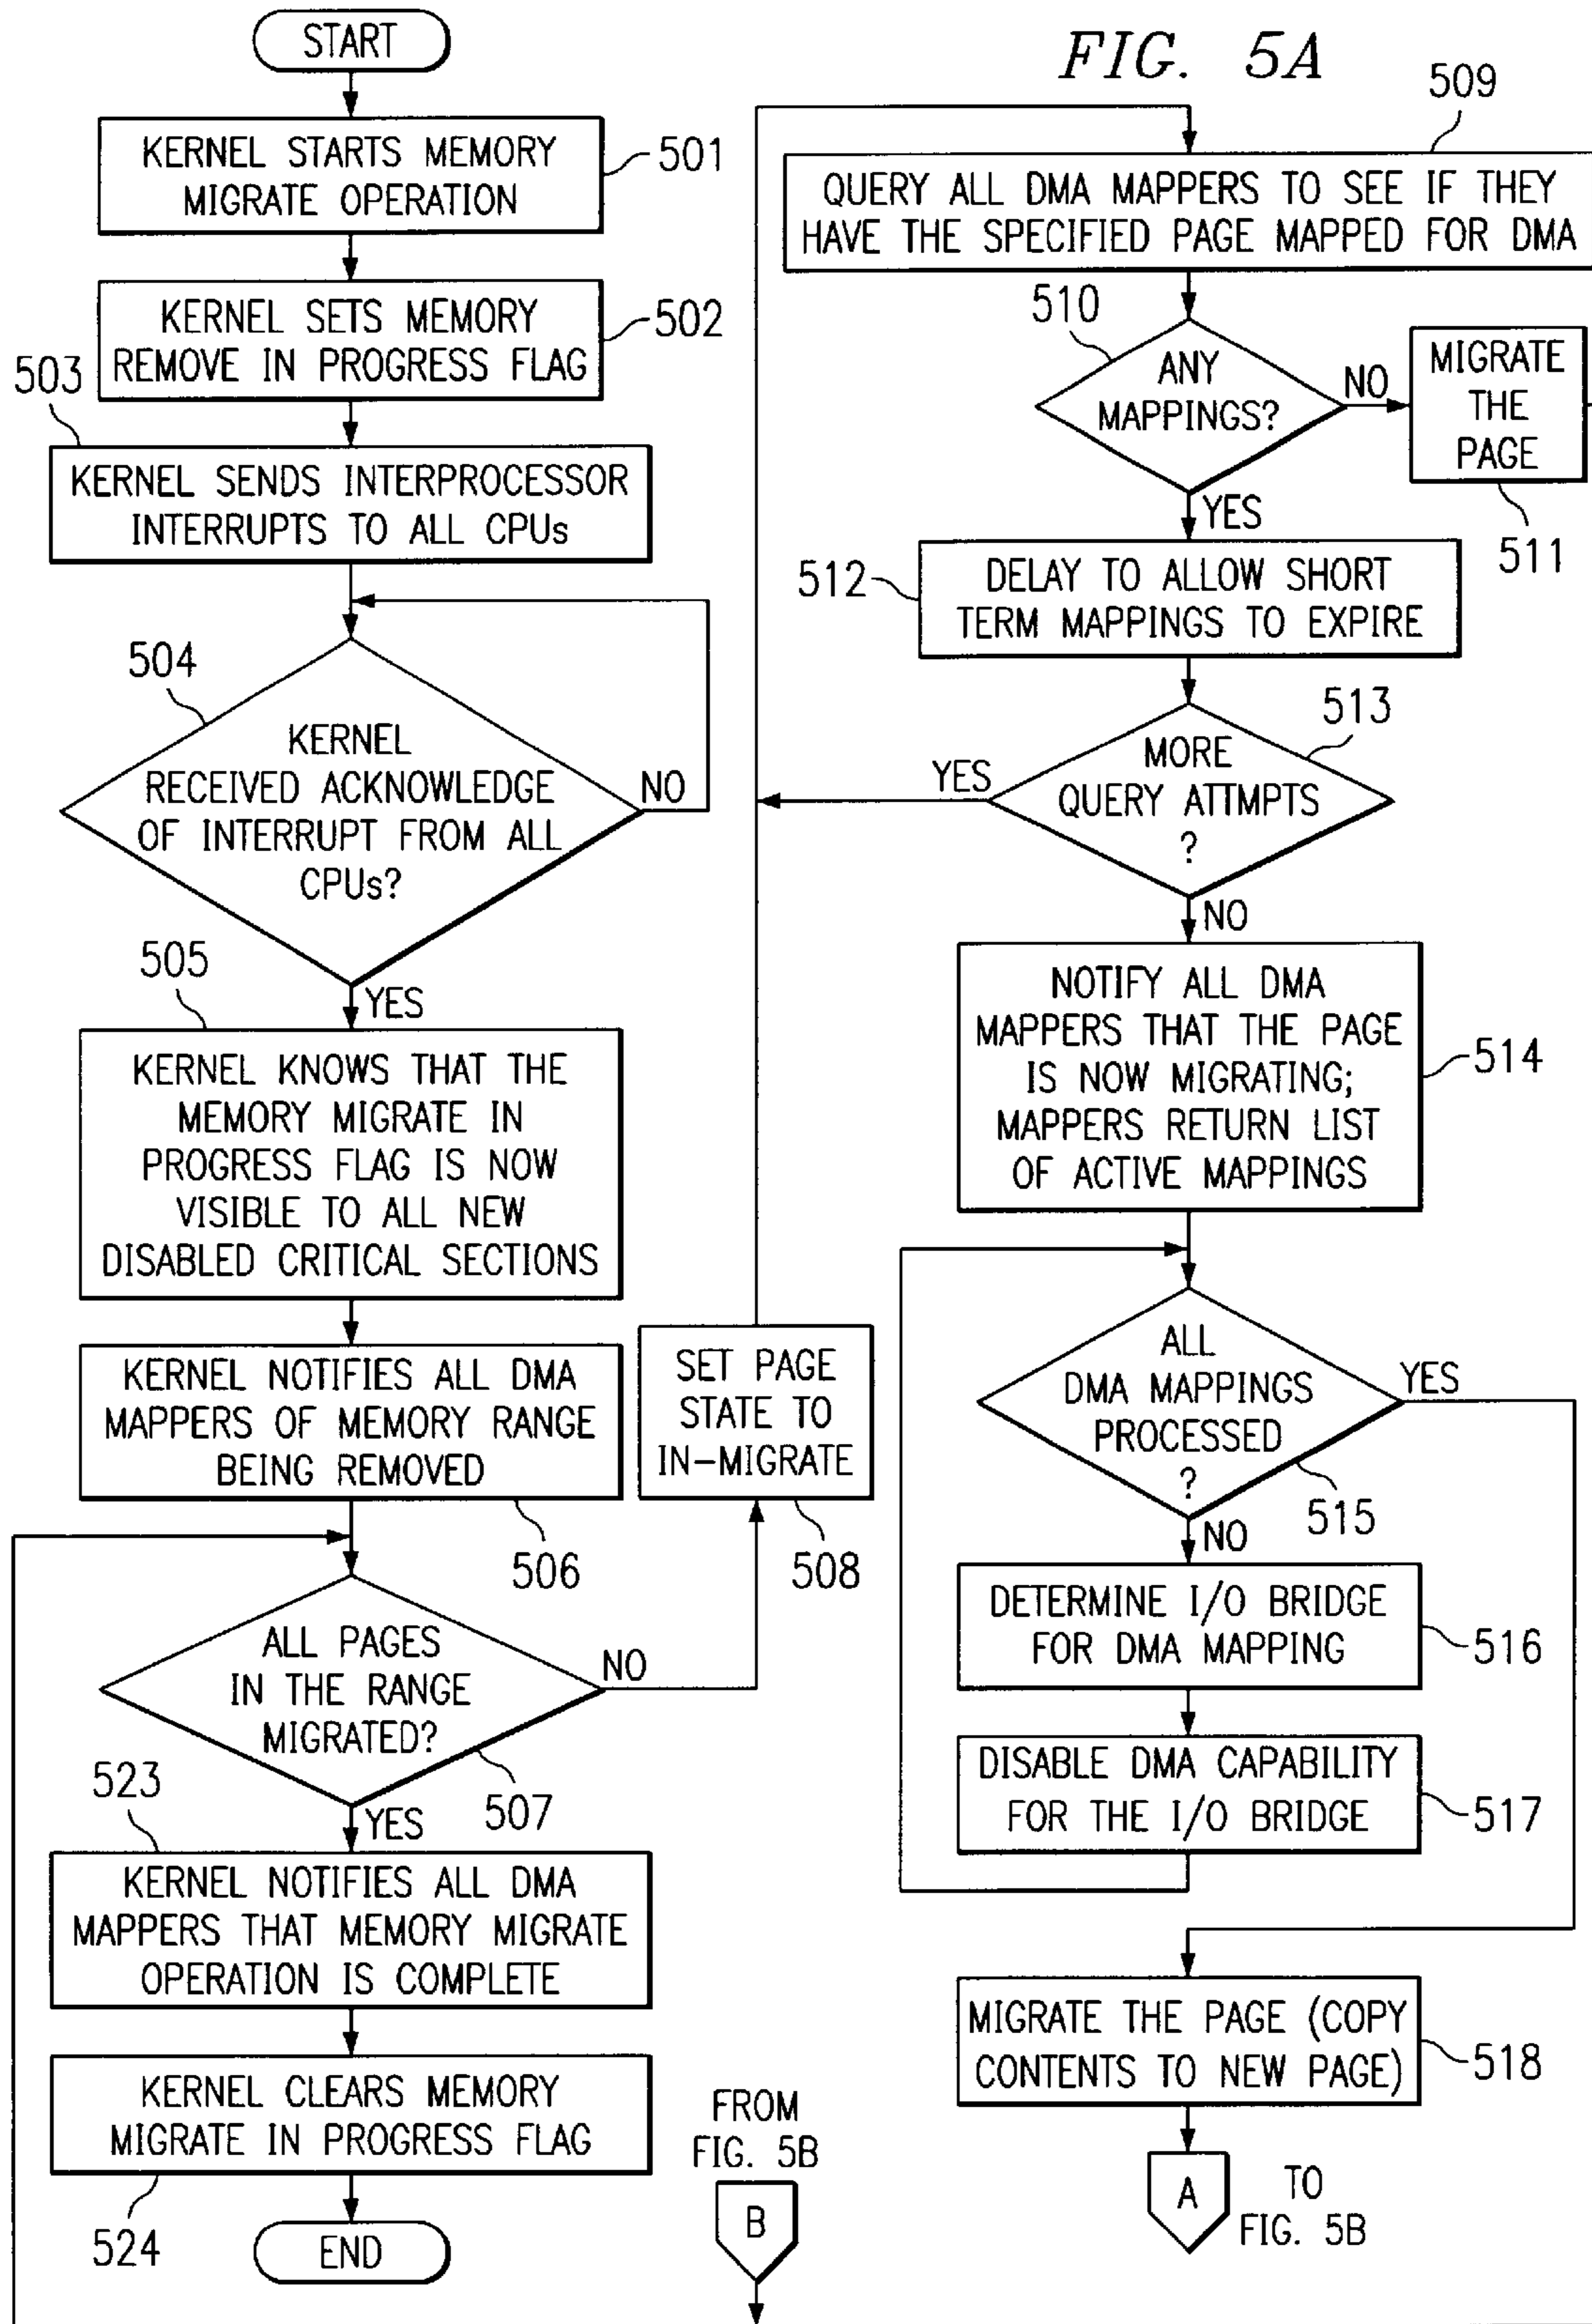 FIG. 5A
START
KERNEL STARTS MEMORY
MIGRATE OPERATION
501
KERNEL SETS MEMORY
REMOVE IN PROGRESS FLAG
502
503
KERNEL SENDS INTERPROCESSOR
INTERRUPTS TO ALL CPUs
504
KERNEL
RECEIVED ACKNOWLEDGE
OF INTERRUPT FROM ALL
CPUs?
NO
YES
505
KERNEL KNOWS THAT THE
MEMORY MIGRATE IN
PROGRESS FLAG IS NOW
VISIBLE TO ALL NEW
DISABLED CRITICAL SECTIONS
KERNEL NOTIFIES ALL DMA
MAPPERS OF MEMORY RANGE
BEING REMOVED
506
ALL PAGES
IN THE RANGE
MIGRATED?
NO
507
YES
523
KERNEL NOTIFIES ALL DMA
MAPPERS THAT MEMORY MIGRATE
OPERATION IS COMPLETE
KERNEL CLEARS MEMORY
MIGRATE IN PROGRESS FLAG
524
END
SET PAGE
STATE TO
IN-MIGRATE
508
FROM
FIG. 5B
B
509
QUERY ALL DMA MAPPERS TO SEE IF THEY
HAVE THE SPECIFIED PAGE MAPPED FOR DMA
510
ANY
MAPPINGS?
NO
MIGRATE
THE
PAGE
511
YES
512
DELAY TO ALLOW SHORT
TERM MAPPINGS TO EXPIRE
513
MORE
QUERY ATTMPTS
?
YES
NO
NOTIFY ALL DMA
MAPPERS THAT THE PAGE
IS NOW MIGRATING;
MAPPERS RETURN LIST
OF ACTIVE MAPPINGS
514
ALL
DMA MAPPINGS
PROCESSED
?
YES
515
NO
DETERMINE I/O BRIDGE
FOR DMA MAPPING
516
DISABLE DMA CAPABILITY
FOR THE I/O BRIDGE
517
MIGRATE THE PAGE (COPY
CONTENTS TO NEW PAGE)
518
A
TO
FIG. 5B